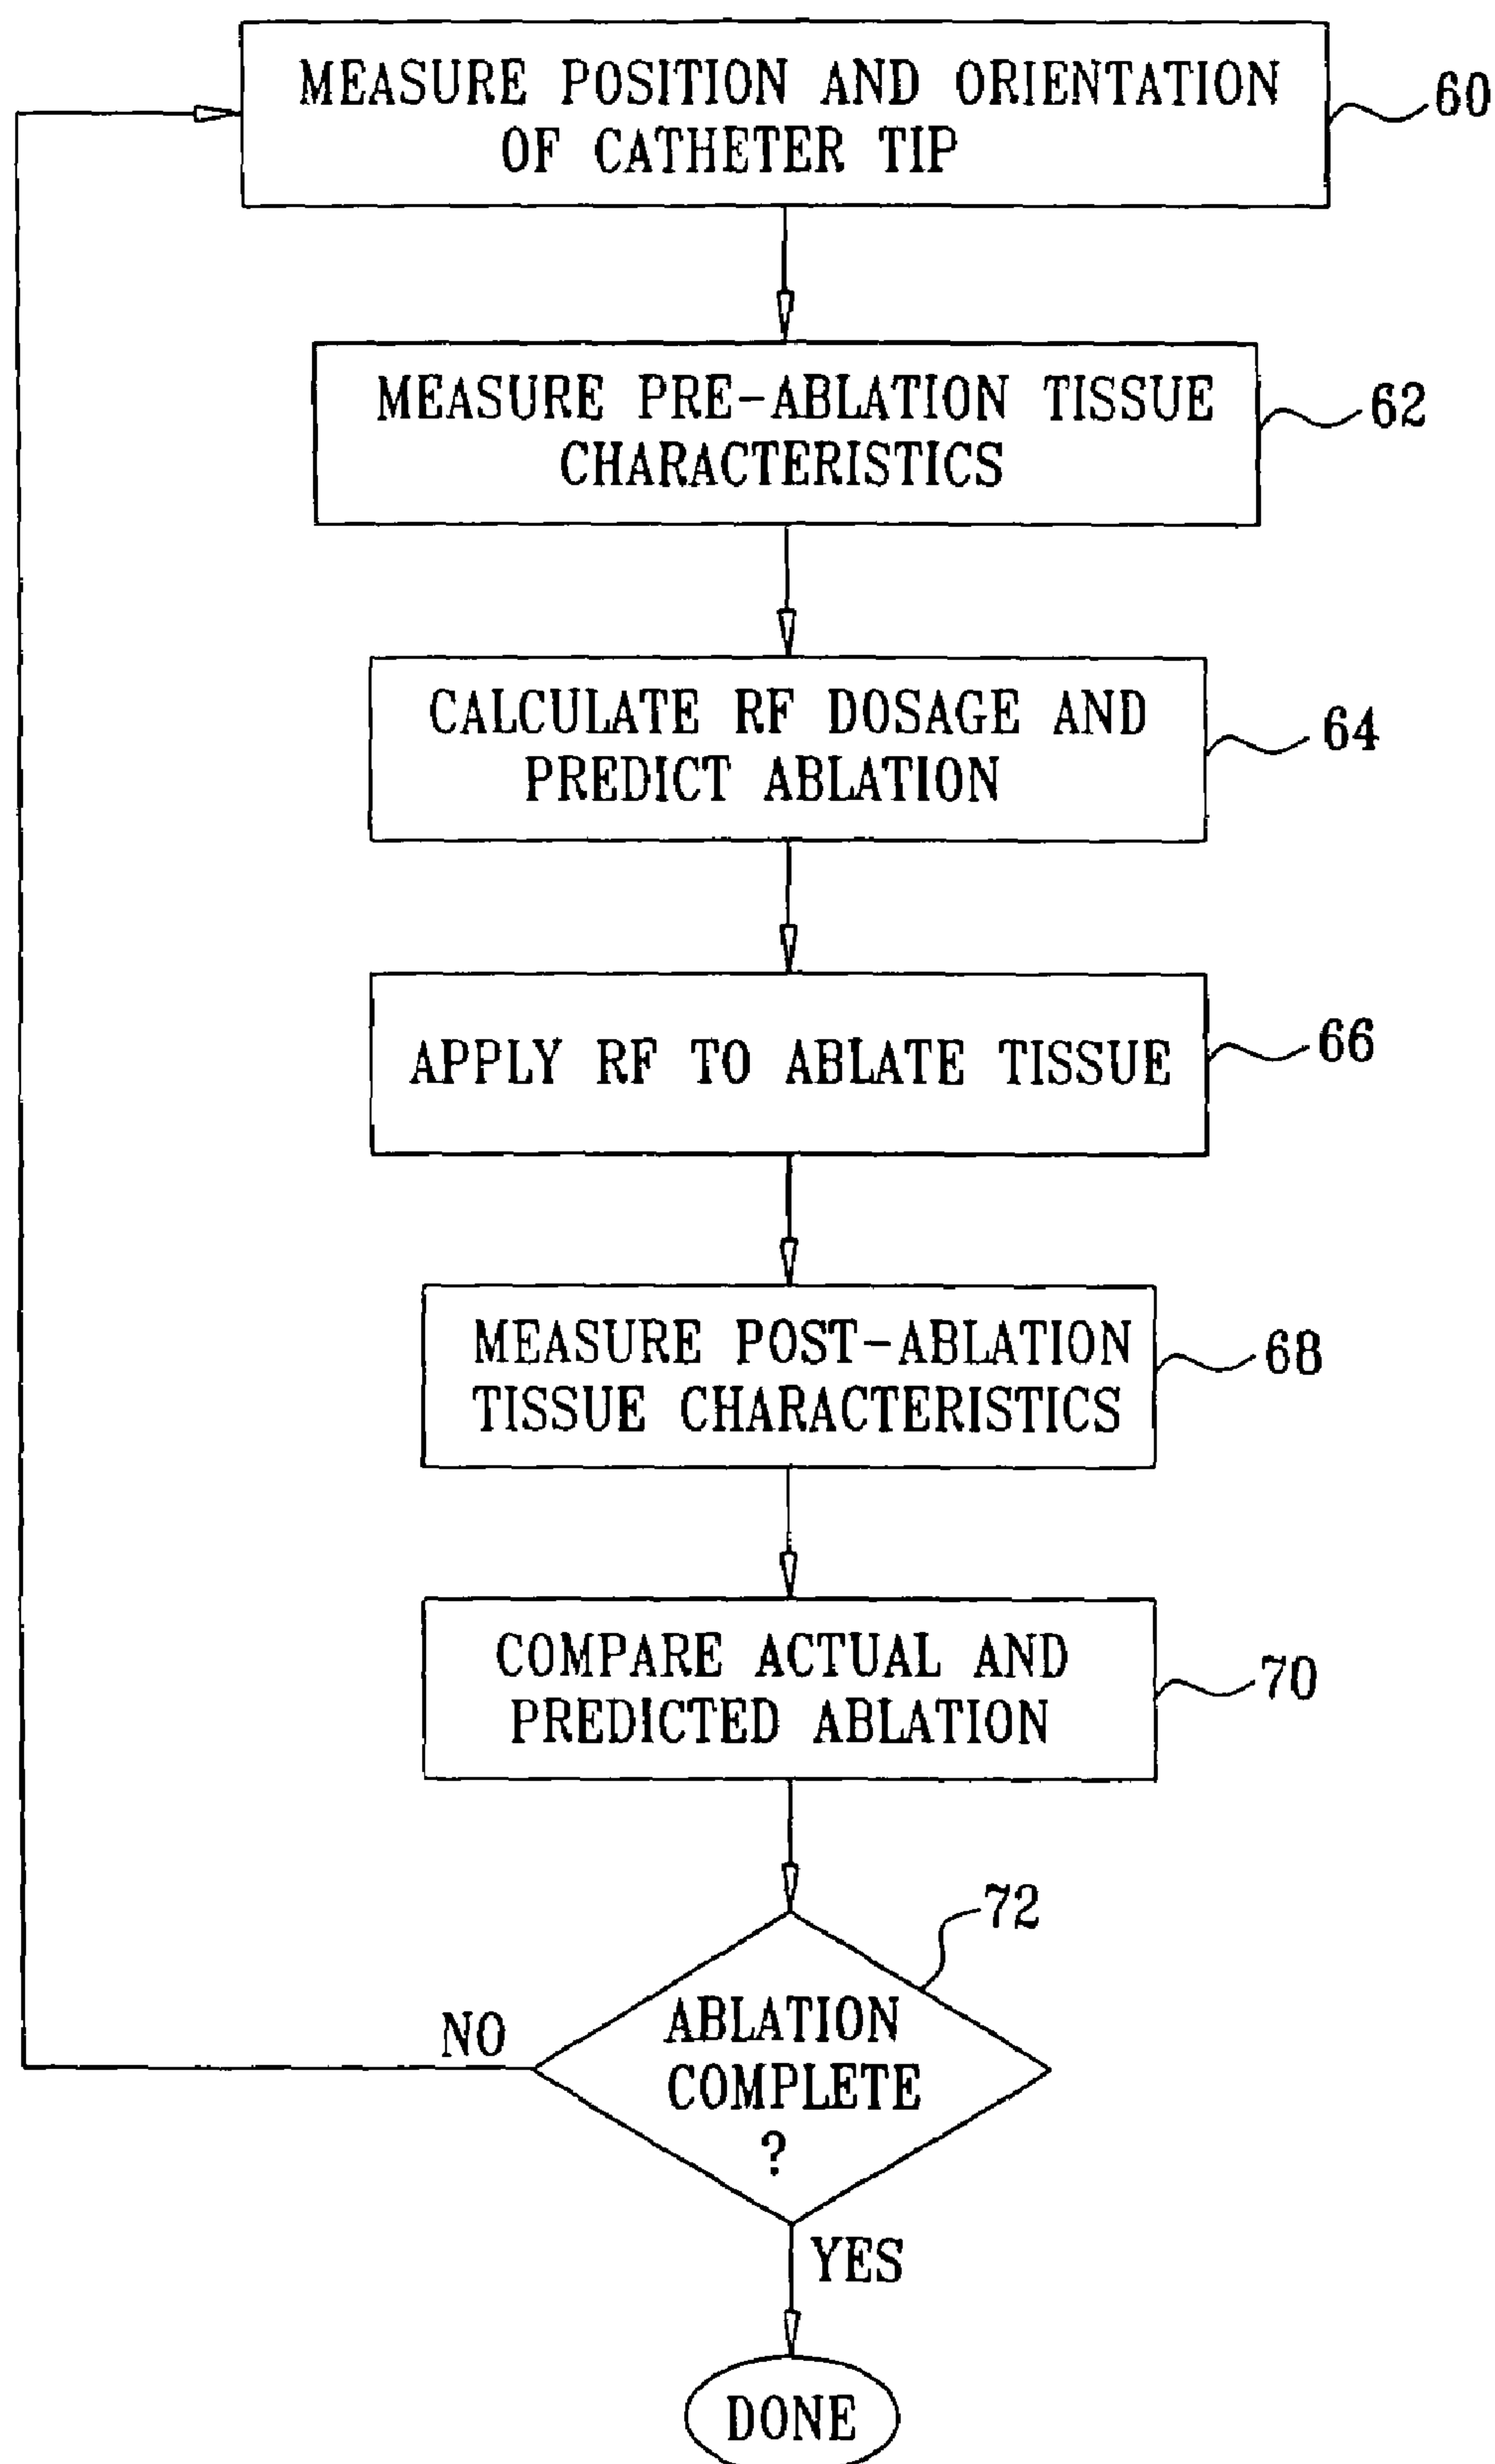 MEASURE POSITION AND ORIENTATION
OF CATHETER TIP
60
MEASURE PRE-ABLATION TISSUE
CHARACTERISTICS
62
CALCULATE RF DOSAGE AND
PREDICT ABLATION
64
APPLY RF TO ABLATE TISSUE
66
MEASURE POST-ABLATION
TISSUE CHARACTERISTICS
68
COMPARE ACTUAL AND
PREDICTED ABLATION
70
72
ABLATION
COMPLETE
?
NO
YES
DONE